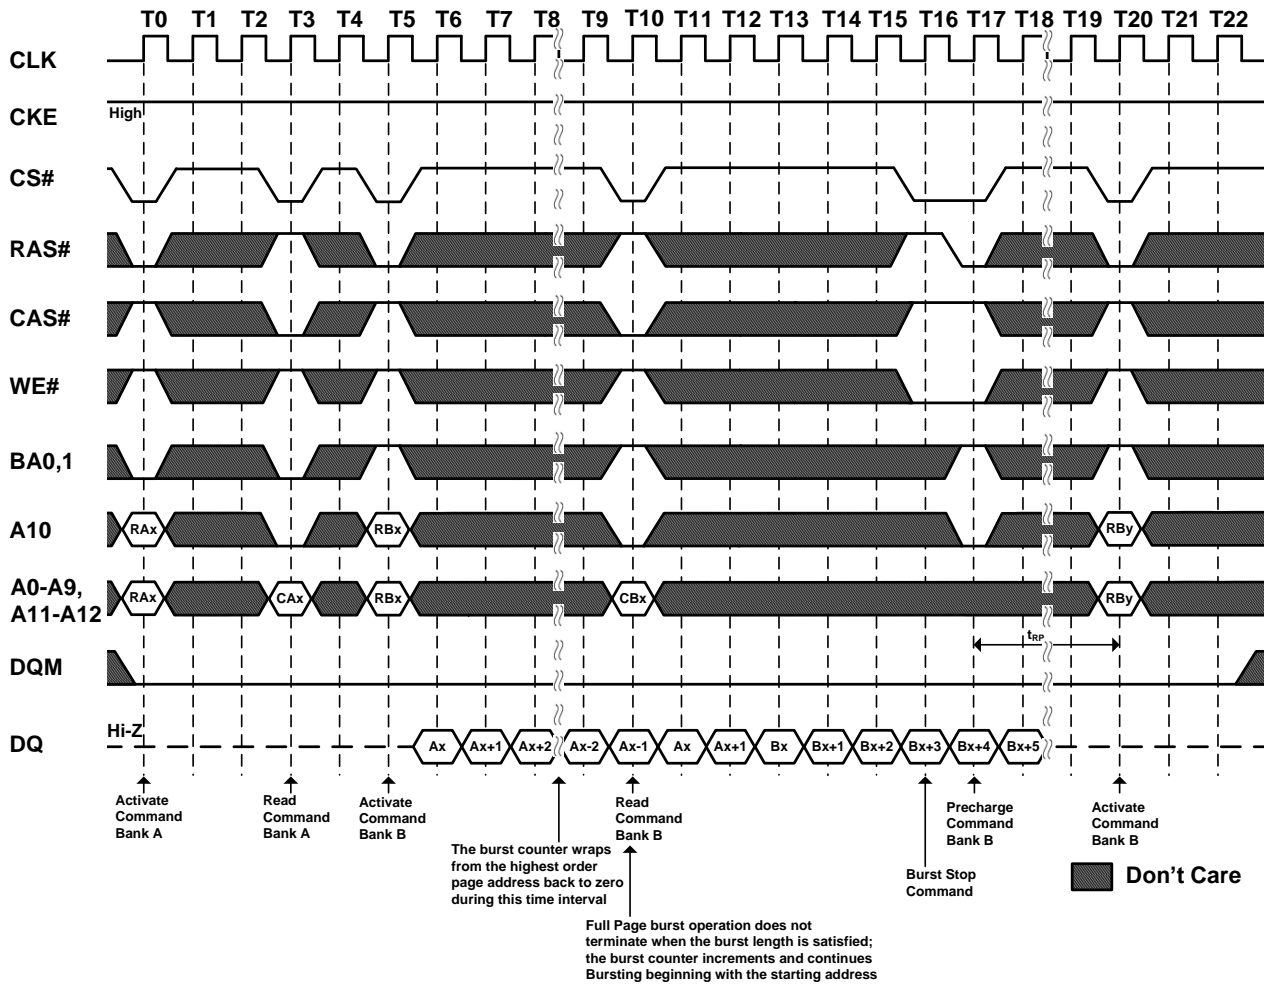 T0 T1 T2 T3 T4 T5 T6 T7 T8 T9 T10 T11 T12 T13 T14 T15 T16 T17 T18 T19 T20 T21 T22
CLK
CKE High
CS#
RAS#
CAS#
WE#
BA0,1
A10 RAx RBx RBy
A0-A9,
A11-A12 RAx CAx RBx CBx RBy
tRP
DQM
DQ Hi-Z Ax Ax+1 Ax+2 Ax-2 Ax-1 Ax Ax+1 Bx Bx+1 Bx+2 Bx+3 Bx+4 Bx+5
Activate
Command
Bank A
Read
Command
Bank A
Activate
Command
Bank B
The burst counter wraps
from the highest order
page address back to zero
during this time interval
Read
Command
Bank B
Full Page burst operation does not
terminate when the burst length is satisfied;
the burst counter increments and continues
Bursting beginning with the starting address
Burst Stop
Command
Precharge
Command
Bank B
Activate
Command
Bank B
Don't Care